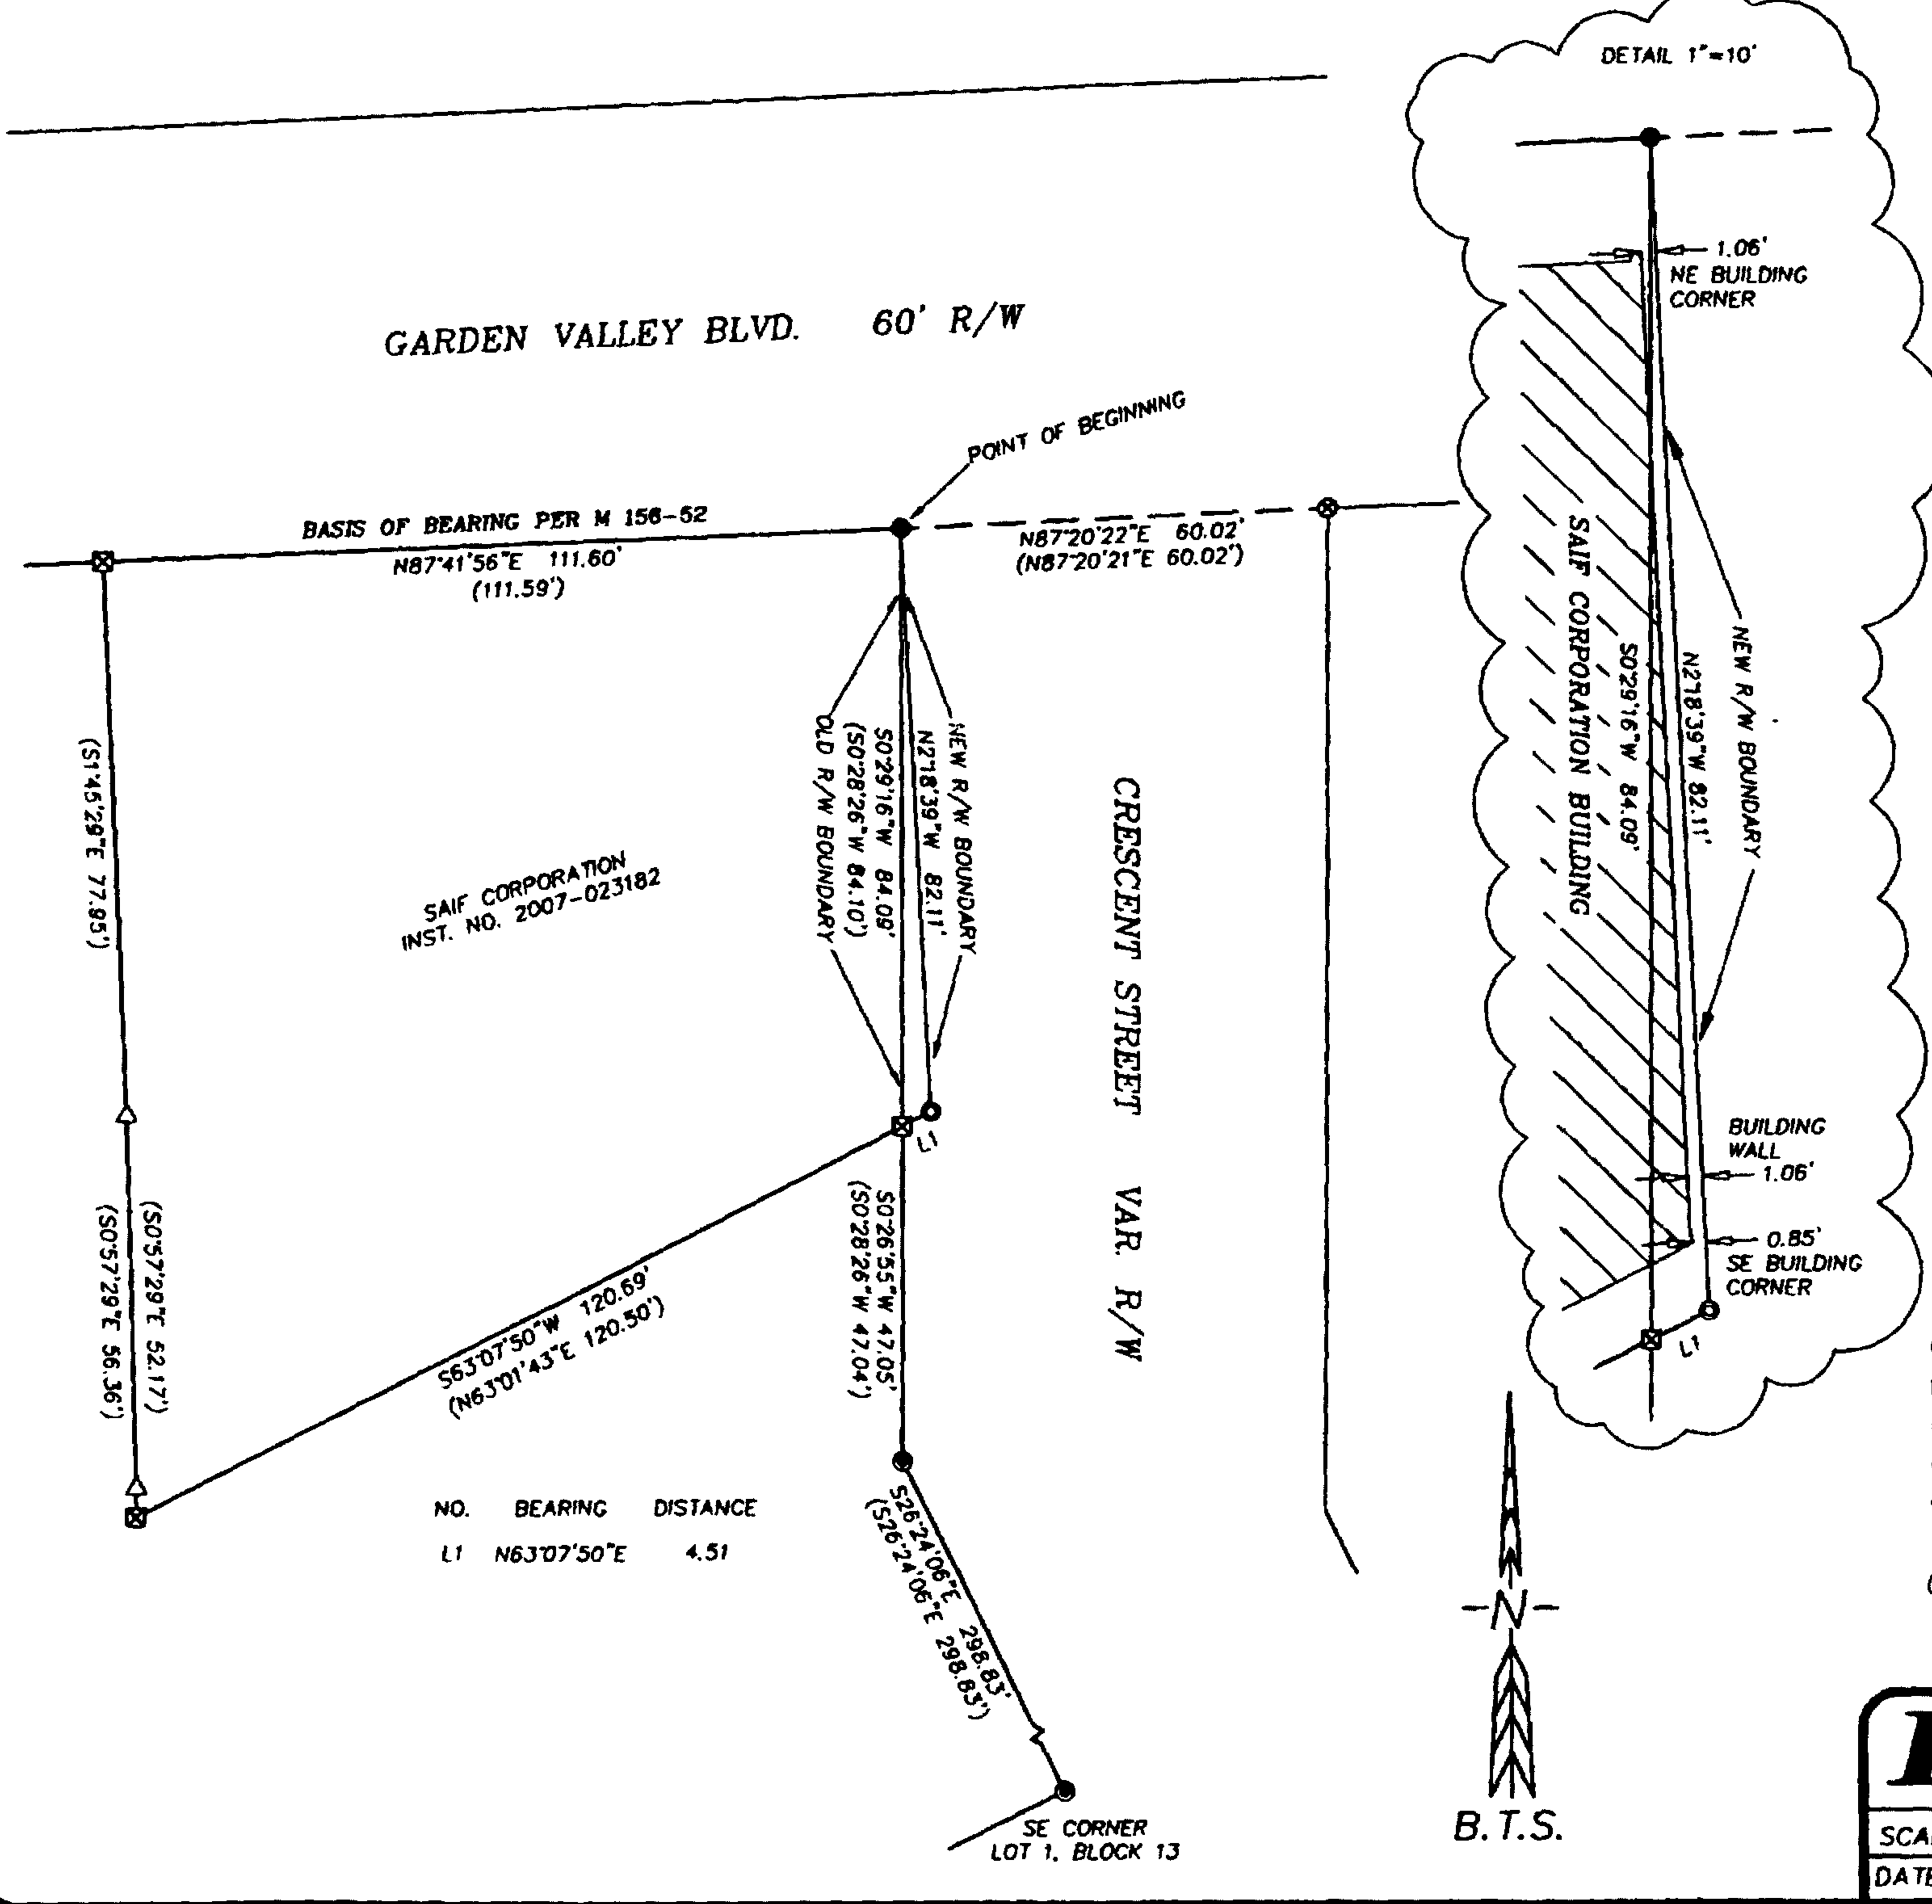 DETAIL 1"=10'
1.06'
NE BUILDING
CORNER
GARDEN VALLEY BLVD. 60' R/W
POINT OF BEGINNING
BASIS OF BEARING PER M 156-52
N87°41'56"E 111.60'
(111.59')
N87°20'22"E 60.02'
(N87°20'21"E 60.02')
(S1°45'29"E 77.95')
SAIF CORPORATION
INST. NO. 2007-023182
OLD R/W BOUNDARY
(S0°28'26"W 84.10')
S0°29'16"W 84.09'
N2°18'39"W 82.11'
NEW R/W BOUNDARY
CRESCENT STREET VAR. R/W
SAIF CORPORATION BUILDING
S0°29'16"W 84.09'
N2°18'39"W 82.11'
NEW R/W BOUNDARY
L1
BUILDING
WALL
1.06'
0.85'
SE BUILDING
CORNER
L1
(S0°57'29"E 52.17')
(S0°57'29"E 56.36')
S63°07'50"W 120.69'
(N63°01'43"E 120.50')
S0°26'55"W 47.05'
(S0°28'26"W 47.04')
NO. BEARING DISTANCE
L1 N63°07'50"E 4.51
S26°24'06"E 298.83'
(S26°24'06"E 298.83')
SE CORNER
LOT 1, BLOCK 13
N
B.T.S.